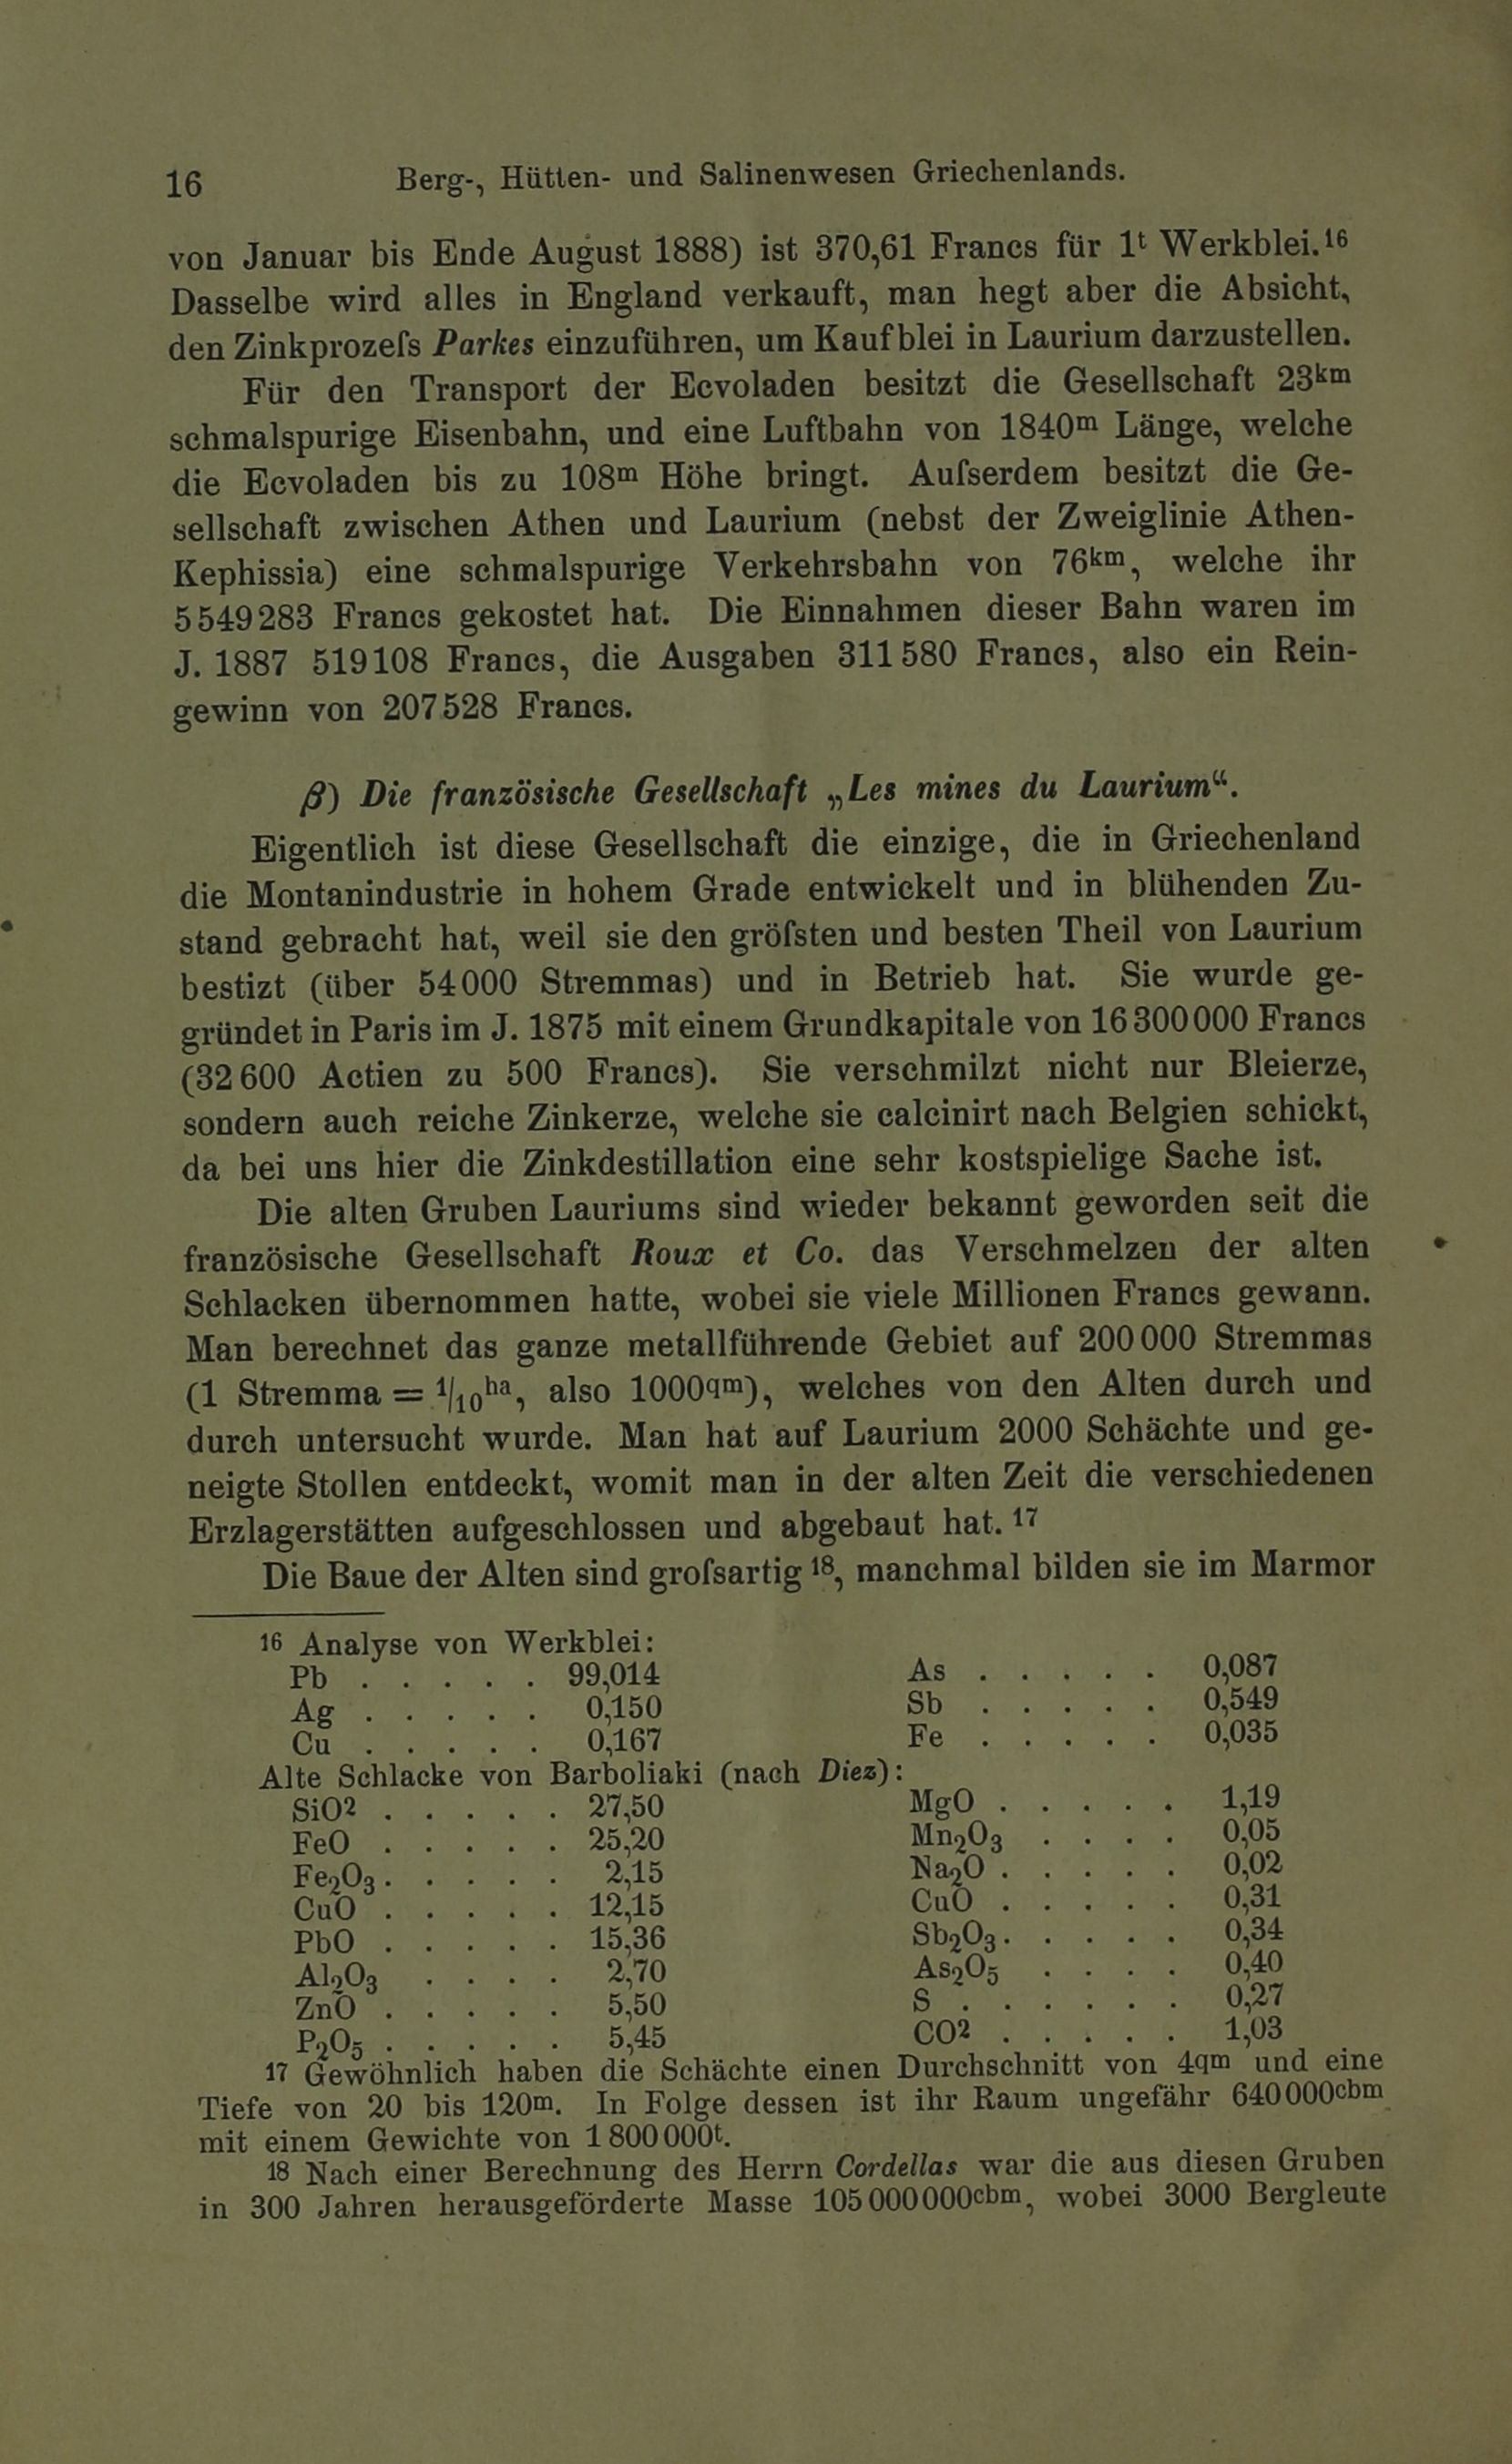 16 Berg-, Hütten- und Salinenwesen Griechenlands.
von Januar bis Ende August 1888) ist 370,61 Francs für 1t Werkblei.16
Dasselbe wird alles in England verkauft, man hegt aber die Absicht,
den Zinkprozeſs Parkes einzuführen, um Kaufblei in Laurium darzustellen.
Für den Transport der Ecvoladen besitzt die Gesellschaft 23km
schmalspurige Eisenbahn, und eine Luftbahn von 1840m Länge, welche
die Ecvoladen bis zu 108m Höhe bringt. Auſserdem besitzt die Ge-
sellschaft zwischen Athen und Laurium (nebst der Zweiglinie Athen-
Kephissia) eine schmalspurige Verkehrsbahn von 76km, welche ihr
5549283 Francs gekostet hat. Die Einnahmen dieser Bahn waren im
J. 1887 519108 Francs, die Ausgaben 311580 Francs, also ein Rein-
gewinn von 207528 Francs.
β) Die französische Gesellschaft „Les mines du Laurium“.
Eigentlich ist diese Gesellschaft die einzige, die in Griechenland
die Montanindustrie in hohem Grade entwickelt und in blühenden Zu-
stand gebracht hat, weil sie den gröſsten und besten Theil von Laurium
bestizt (über 54000 Stremmas) und in Betrieb hat. Sie wurde ge-
gründet in Paris im J. 1875 mit einem Grundkapitale von 16300000 Francs
(32600 Actien zu 500 Francs). Sie verschmilzt nicht nur Bleierze,
sondern auch reiche Zinkerze, welche sie calcinirt nach Belgien schickt,
da bei uns hier die Zinkdestillation eine sehr kostspielige Sache ist.
Die alten Gruben Lauriums sind wieder bekannt geworden seit die
französische Gesellschaft Roux et Co. das Verschmelzen der alten
Schlacken übernommen hatte, wobei sie viele Millionen Francs gewann.
Man berechnet das ganze metallführende Gebiet auf 200000 Stremmas
(1 Stremma = 1/10ha, also 1000qm), welches von den Alten durch und
durch untersucht wurde. Man hat auf Laurium 2000 Schächte und ge-
neigte Stollen entdeckt, womit man in der alten Zeit die verschiedenen
Erzlagerstätten aufgeschlossen und abgebaut hat. 17
Die Baue der Alten sind groſsartig 18, manchmal bilden sie im Marmor
16 Analyse von Werkblei:
Pb . . . . . 99,014 As . . . . . 0,087
Ag . . . . . 0,150 Sb . . . . . 0,549
Cu . . . . . 0,167 Fe . . . . . 0,035
Alte Schlacke von Barboliaki (nach Diez):
SiO2 . . . . . 27,50 MgO . . . . . 1,19
FeO . . . . . 25,20 Mn2O3 . . . . 0,05
Fe2O3 . . . . . 2,15 Na2O . . . . . 0,02
CuO . . . . . 12,15 CuO . . . . . 0,31
PbO . . . . . 15,36 Sb2O3 . . . . . 0,34
Al2O3 . . . . 2,70 As2O5 . . . . 0,40
ZnO . . . . . 5,50 S . . . . . . 0,27
P2O5 . . . . . 5,45 CO2 . . . . . 1,03
17 Gewöhnlich haben die Schächte einen Durchschnitt von 4qm und eine
Tiefe von 20 bis 120m. In Folge dessen ist ihr Raum ungefähr 640000cbm
mit einem Gewichte von 1800000t.
18 Nach einer Berechnung des Herrn Cordellas war die aus diesen Gruben
in 300 Jahren herausgeförderte Masse 105000000cbm, wobei 3000 Bergleute